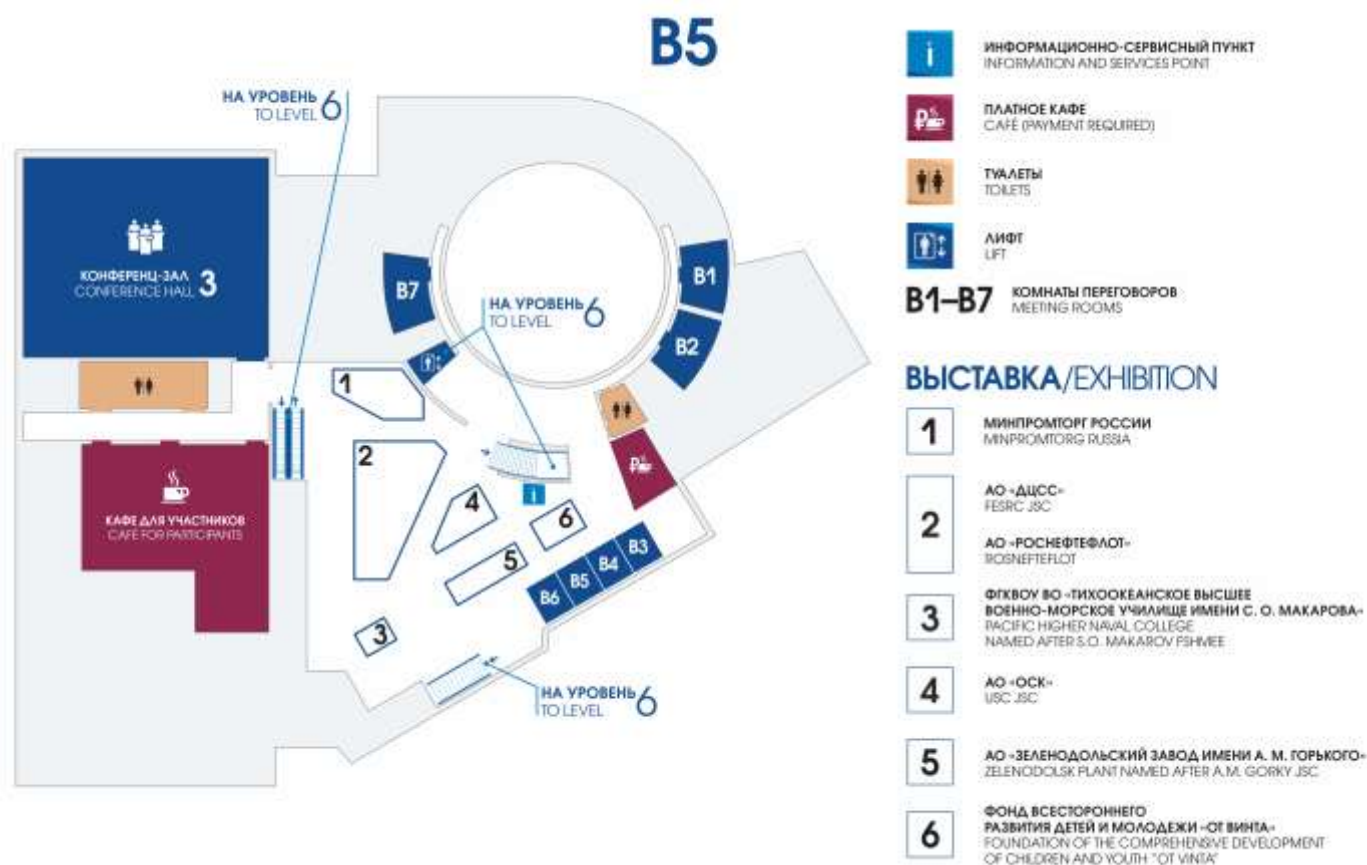 B5
НА УРОВЕНЬ 6
TO LEVEL
КОНФЕРЕНЦ-ЗАЛ 3
CONFERENCE HALL
B7
НА УРОВЕНЬ 6
TO LEVEL
B1
B2
1
2
4
i
6
5
КАФЕ ДЛЯ УЧАСТНИКОВ
CAFÉ FOR PARTICIPANTS
B3
B4
B5
B6
3
НА УРОВЕНЬ 6
TO LEVEL
i
ИНФОРМАЦИОННО-СЕРВИСНЫЙ ПУНКТ
INFORMATION AND SERVICES POINT
ПЛАТНОЕ КАФЕ
CAFÉ (PAYMENT REQUIRED)
ТУАЛЕТЫ
TOILETS
ЛИФТ
LIFT
B1–B7 КОМНАТЫ ПЕРЕГОВОРОВ
MEETING ROOMS
ВЫСТАВКА/EXHIBITION
1
МИНПРОМТОРГ РОССИИ
MINPROMTORG RUSSIA
2
АО «ДЦСС»
FESRC JSC
АО «РОСНЕФТЕФЛОТ»
ROSNEFTEFLOT
3
ФГКВОУ ВО «ТИХООКЕАНСКОЕ ВЫСШЕЕ
ВОЕННО-МОРСКОЕ УЧИЛИЩЕ ИМЕНИ С. О. МАКАРОВА»
PACIFIC HIGHER NAVAL COLLEGE
NAMED AFTER S.O. MAKAROV FSHMEE
4
АО «ОСК»
USC JSC
5
АО «ЗЕЛЕНОДОЛЬСКИЙ ЗАВОД ИМЕНИ А. М. ГОРЬКОГО»
ZELENODOLSK PLANT NAMED AFTER A.M. GORKY JSC
6
ФОНД ВСЕСТОРОННЕГО
РАЗВИТИЯ ДЕТЕЙ И МОЛОДЕЖИ «ОТ ВИНТА»
FOUNDATION OF THE COMPREHENSIVE DEVELOPMENT
OF CHILDREN AND YOUTH "OT VINTA"